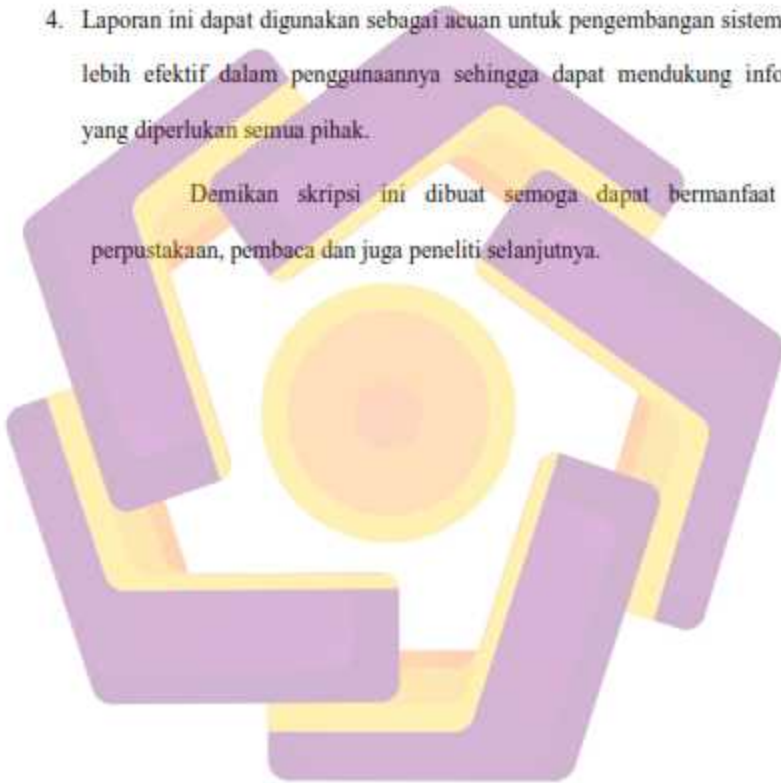 4. Laporan ini dapat digunakan sebagai acuan untuk pengembangan sistem
lebih efektif dalam penggunaannya sehingga dapat mendukung info
yang diperlukan semua pihak.
Demikan skripsi ini dibuat semoga dapat bermanfaat
perpustakaan, pembaca dan juga peneliti selanjutnya.